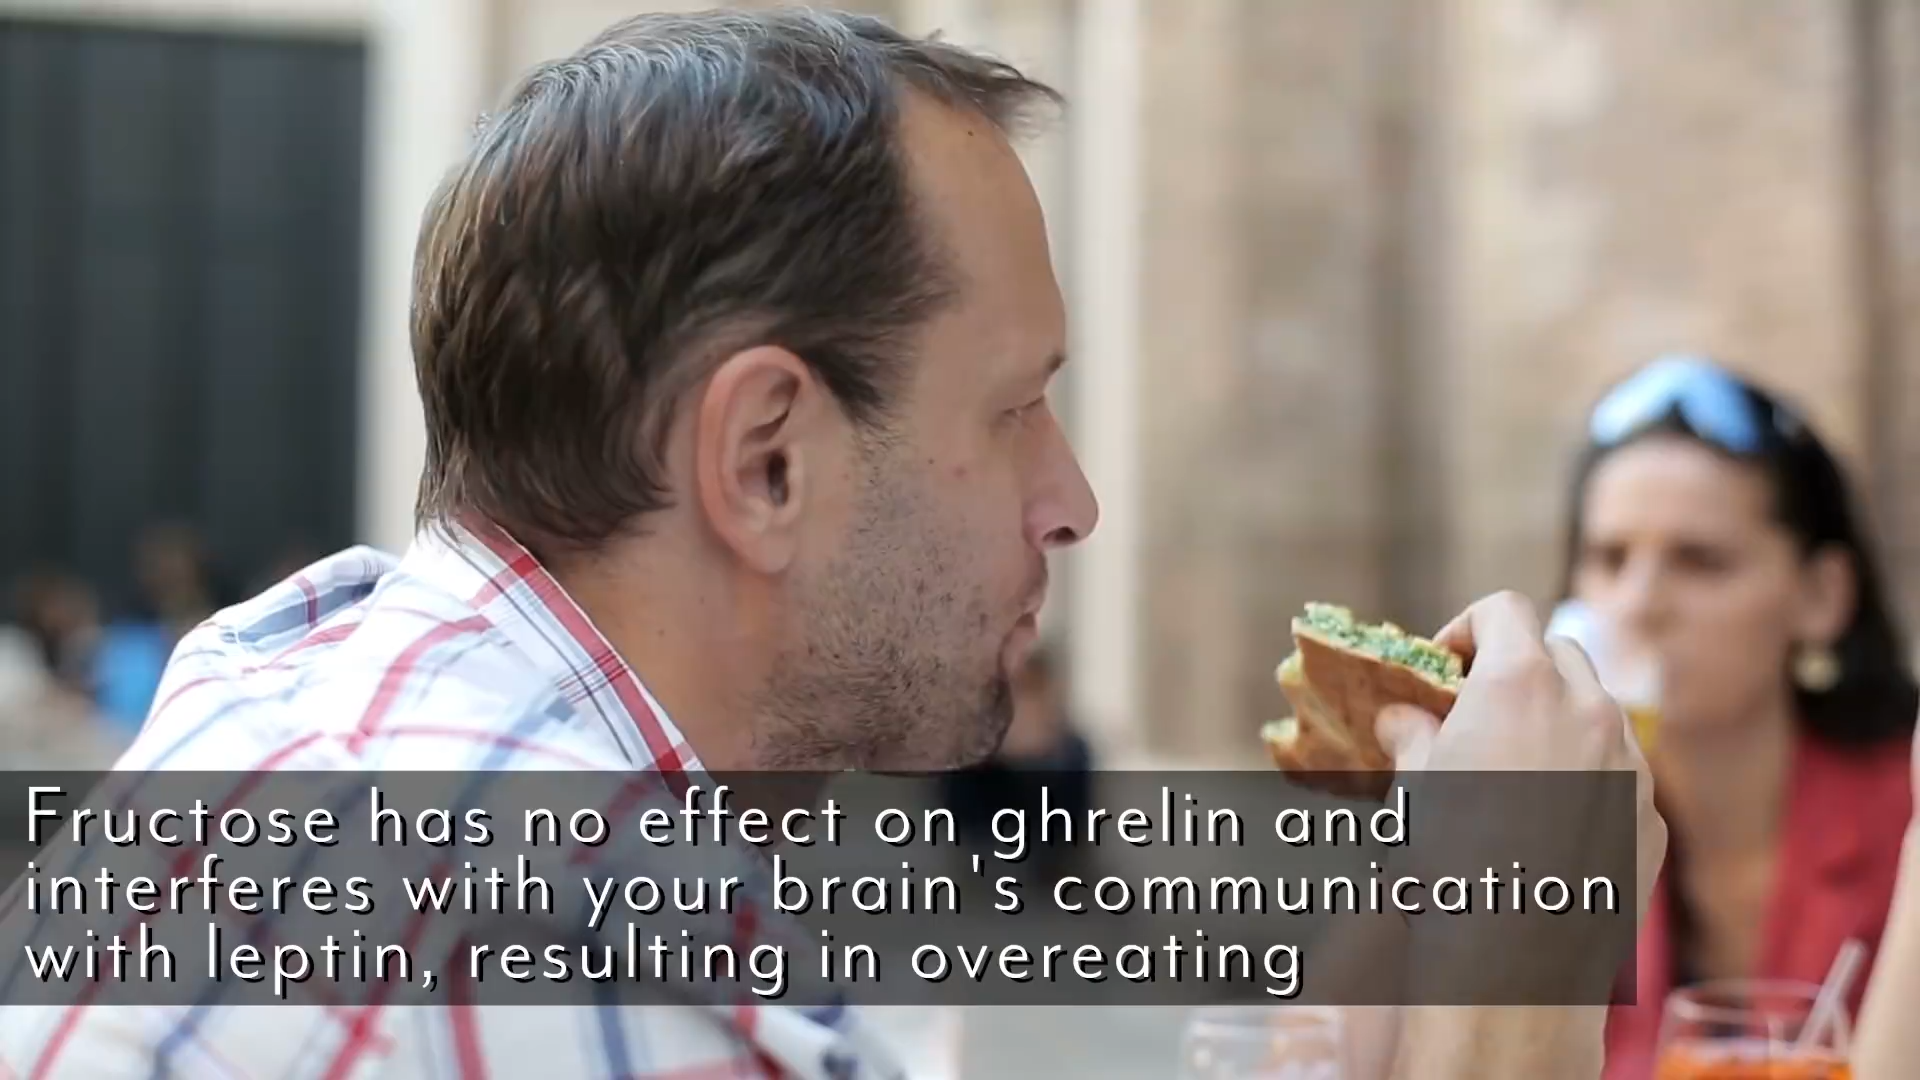 Fructose has no effect on ghrelin and
interferes with your brain's communication
with leptin, resulting in overeating